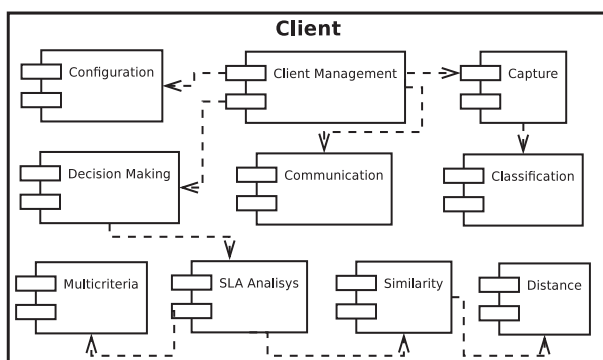 Client
Configuration
Client Management
Capture
Decision Making
Communication
Classification
Multicriteria
SLA Analisys
Similarity
Distance